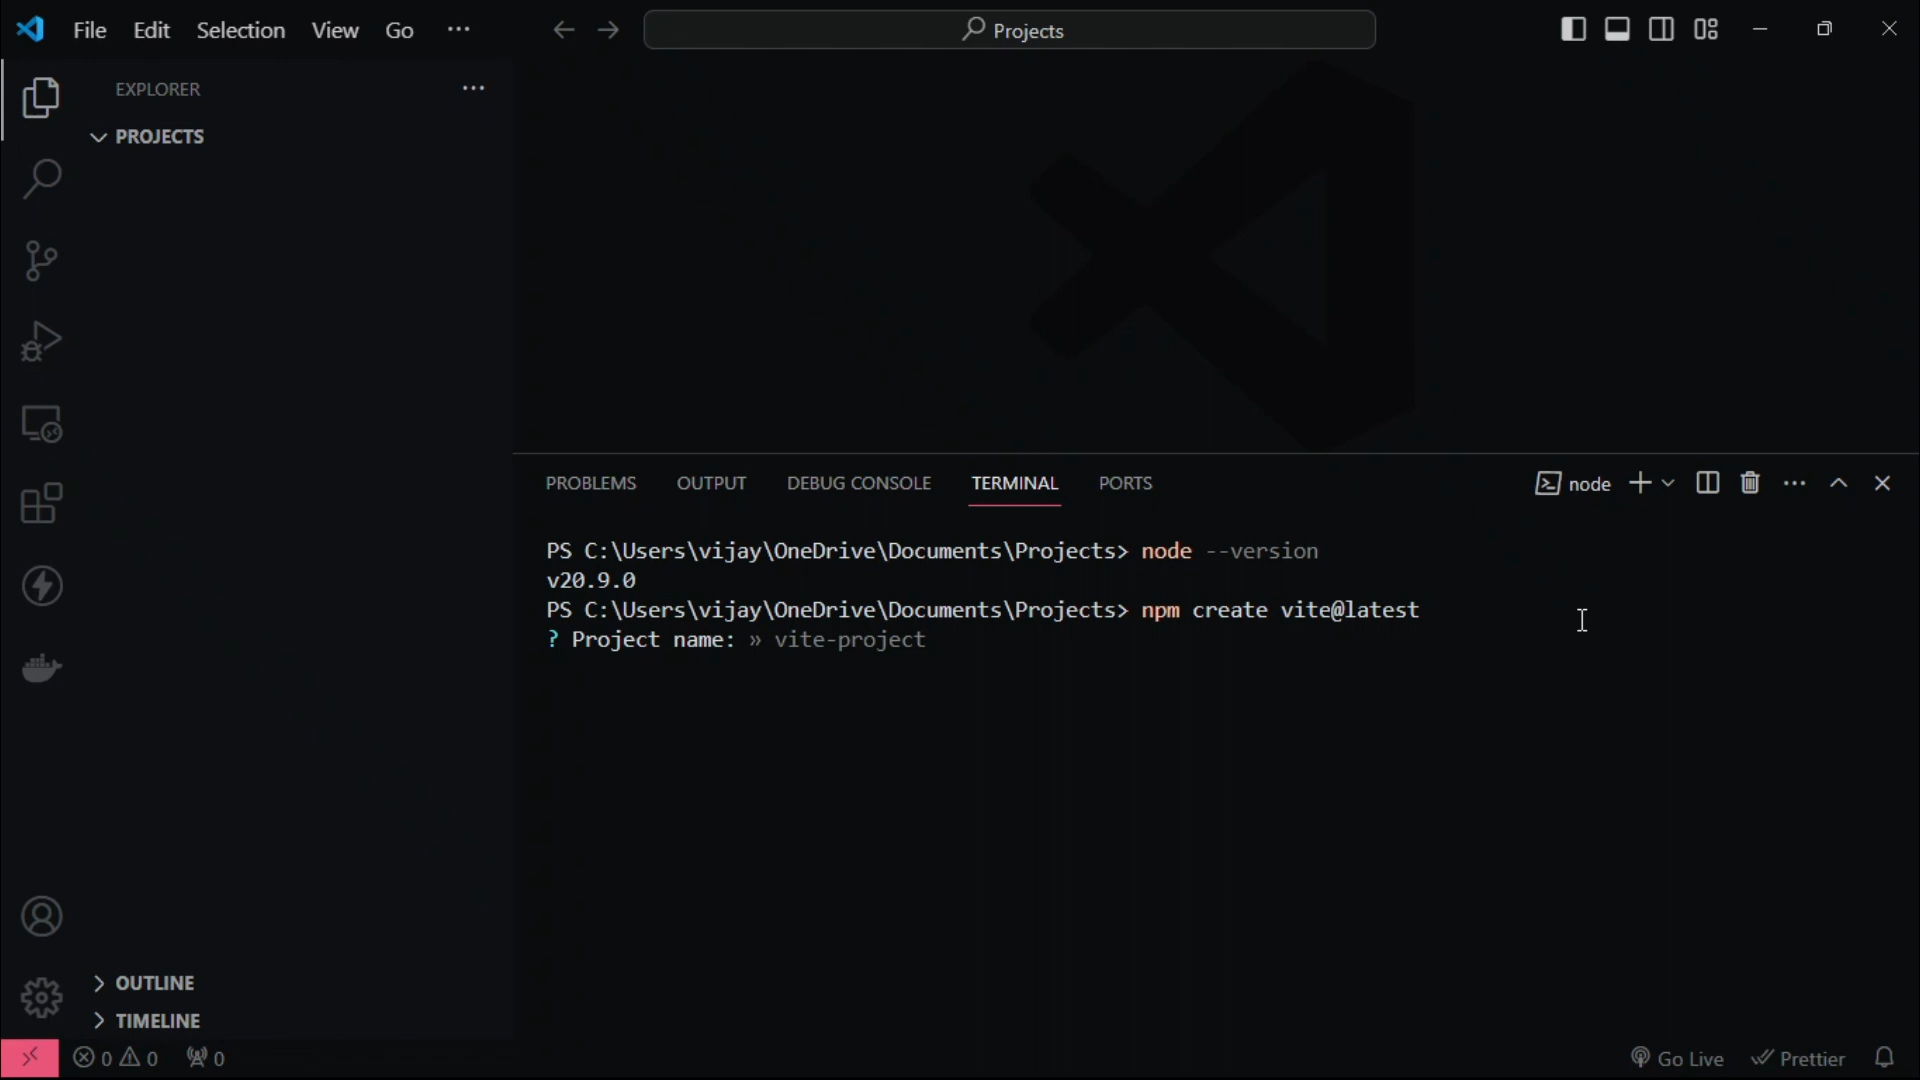 File Edit Selection View Go ···
Projects
EXPLORER ···
PROJECTS
PROBLEMS OUTPUT DEBUG CONSOLE TERMINAL PORTS
node
PS C:\Users\vijay\OneDrive\Documents\Projects> node --version
v20.9.0
PS C:\Users\vijay\OneDrive\Documents\Projects> npm create vite@latest
? Project name: » vite-project
OUTLINE
TIMELINE
0 0 0
Go Live Prettier